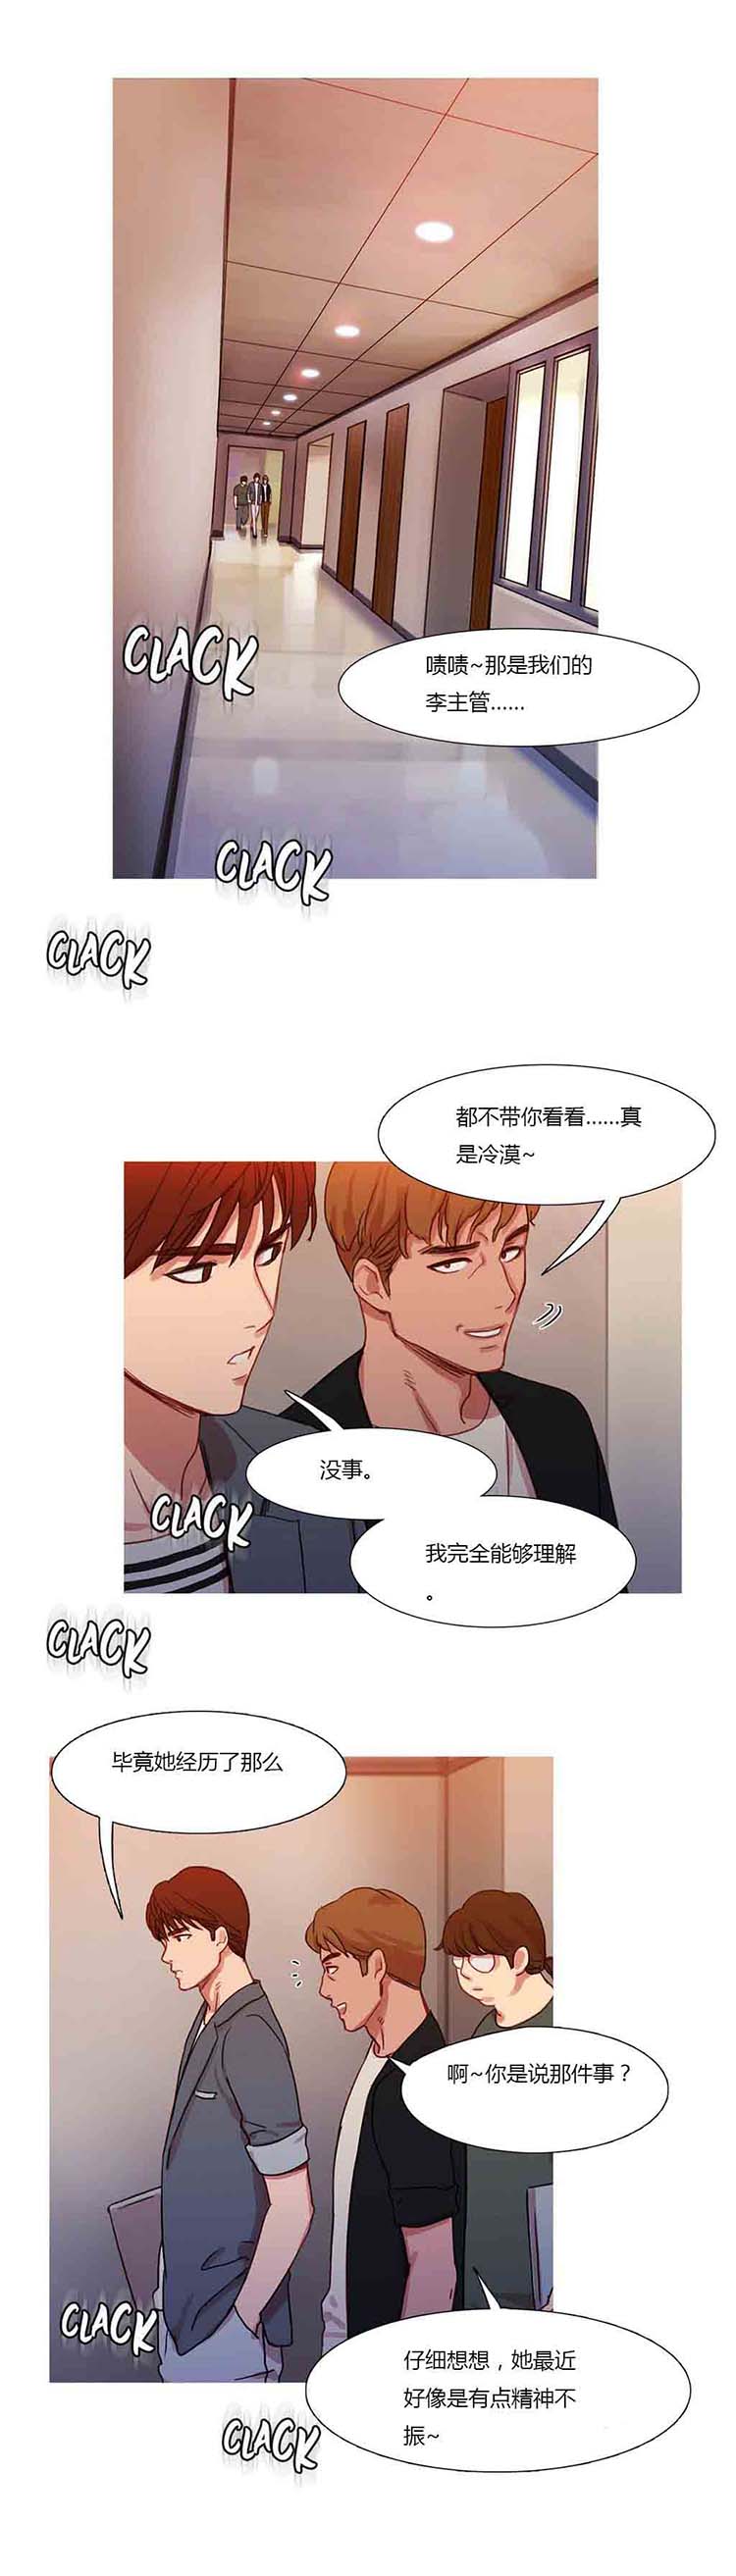 CLACK
啧啧~那是我们的
李主管……
CLACK
CLACK
都不带你看看……真
是冷漠~
没事。
CLACK
我完全能够理解
。
CLACK
毕竟她经历了那么
啊~你是说那件事？
CLACK
仔细想想，她最近
好像是有点精神不
振~
CLACK